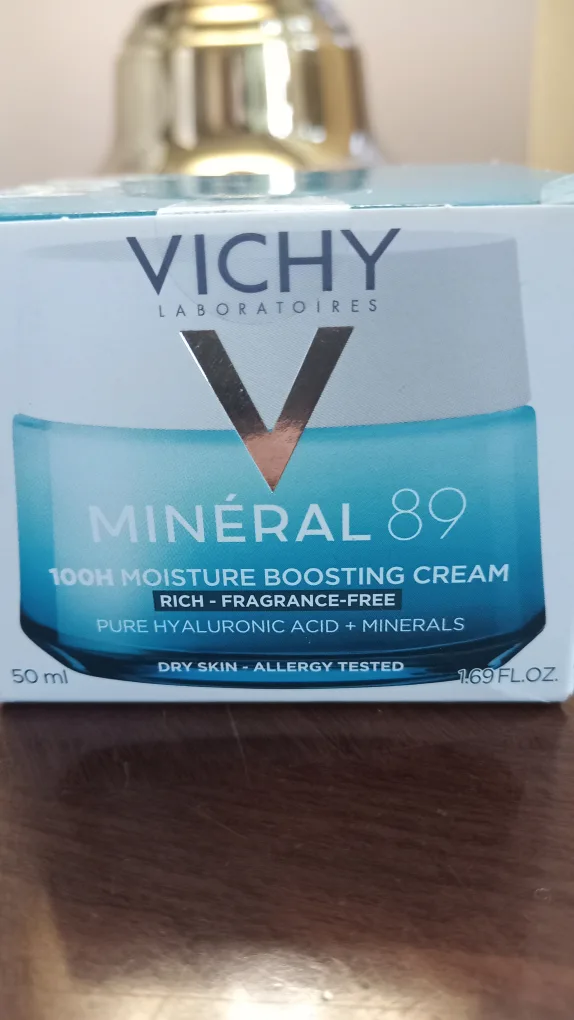 VICHY
LABORATOIRES
MINÉRAL 89
100H MOISTURE BOOSTING CREAM
RICH - FRAGRANCE-FREE
PURE HYALURONIC ACID + MINERALS
DRY SKIN - ALLERGY TESTED
50 ml 1.69 FL.OZ.